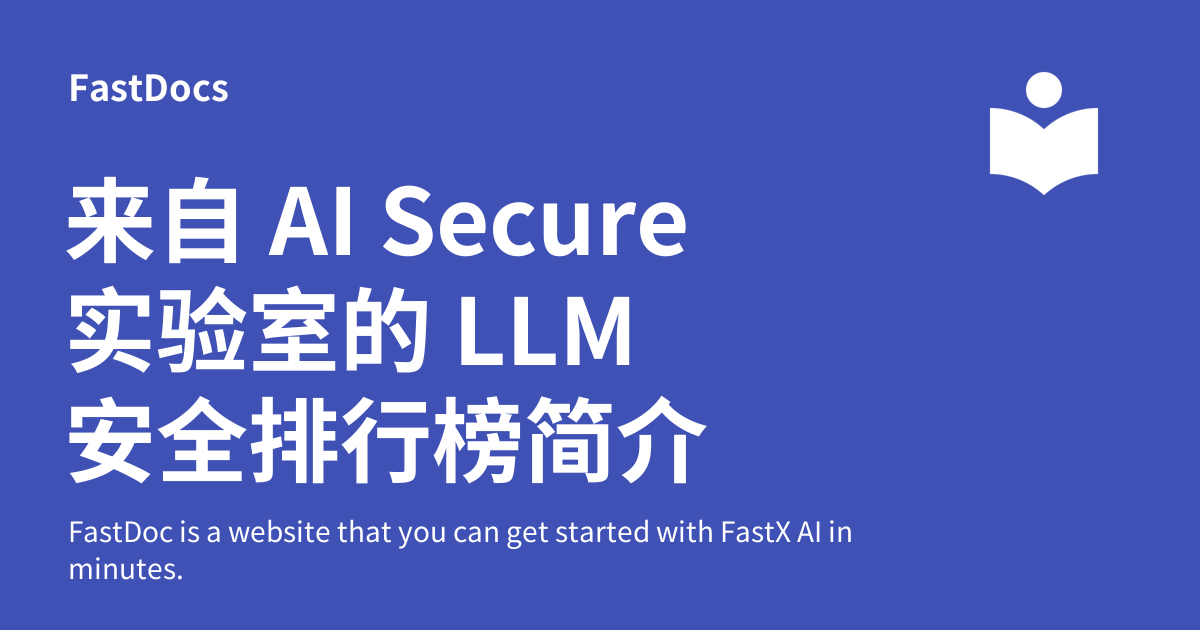 FastDocs
来自 AI Secure
实验室的 LLM
安全排行榜简介
FastDoc is a website that you can get started with FastX AI in
minutes.